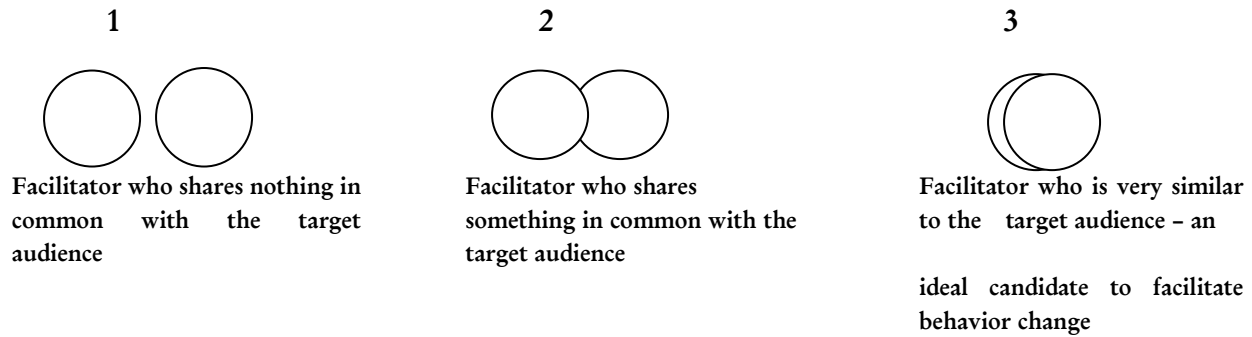 1
Facilitator who shares nothing in
common with the target
audience
2
Facilitator who shares
something in common with the
target audience
3
Facilitator who is very similar
to the target audience – an
ideal candidate to facilitate
behavior change